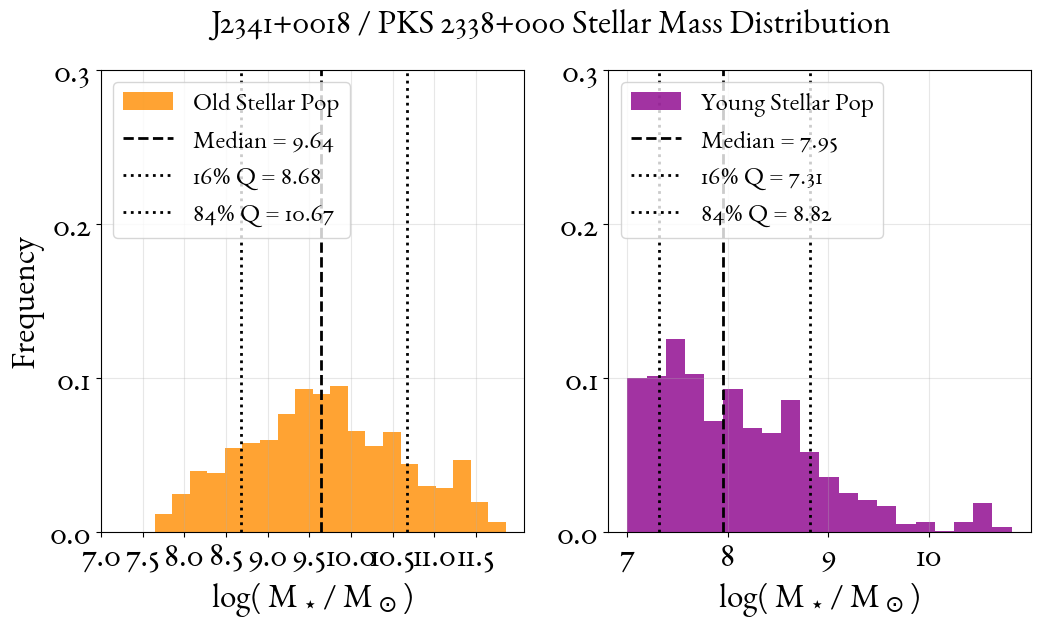 J2341+0018 / PKS 2338+000 Stellar Mass Distribution
Frequency
0.3
0.2
0.1
0.0
Old Stellar Pop
Median = 9.64
16% Q = 8.68
84% Q = 10.67
7.0 7.5 8.0 8.5 9.0 9.5 10.0 10.5 11.0 11.5
log( M ⋆ / M ⊙ )
0.3
0.2
0.1
0.0
Young Stellar Pop
Median = 7.95
16% Q = 7.31
84% Q = 8.82
7 8 9 10
log( M ⋆ / M ⊙ )